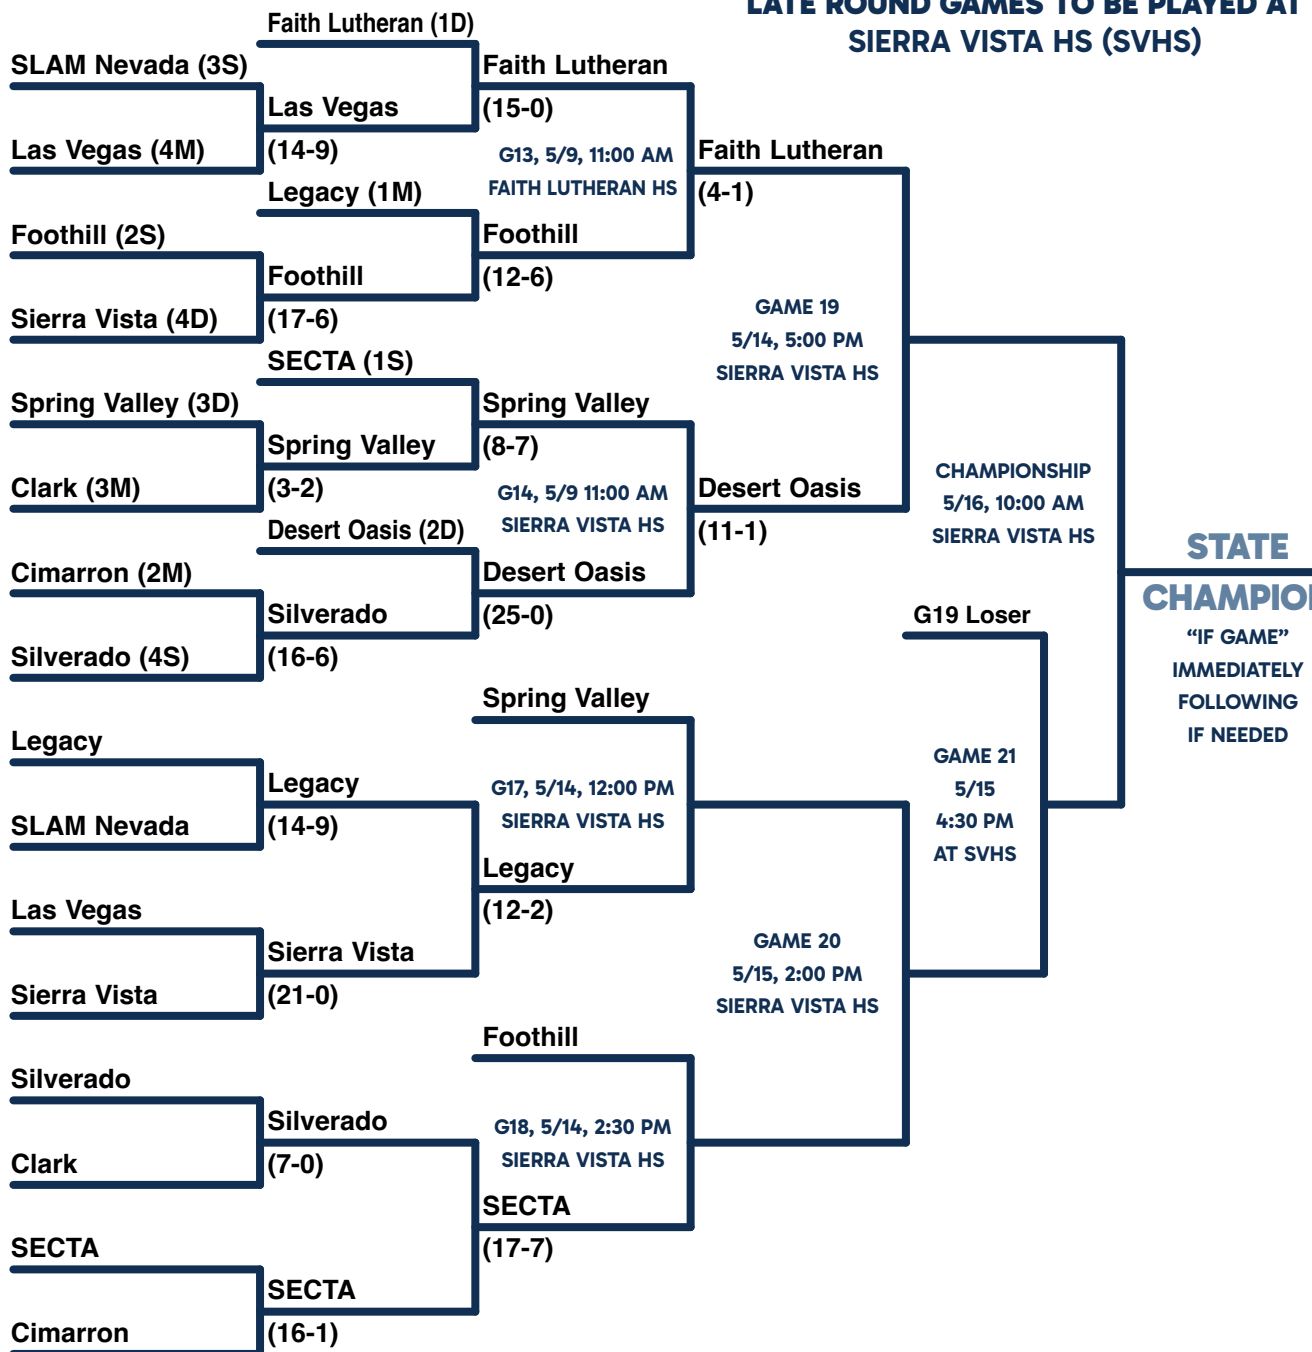 LATE ROUND GAMES TO BE PLAYED AT
SIERRA VISTA HS (SVHS)
Faith Lutheran (1D)
SLAM Nevada (3S)
Las Vegas (4M)
Las Vegas
(14-9)
Legacy (1M)
Foothill (2S)
Sierra Vista (4D)
Foothill
(17-6)
SECTA (1S)
Spring Valley (3D)
Clark (3M)
Spring Valley
(3-2)
Desert Oasis (2D)
Cimarron (2M)
Silverado (4S)
Silverado
(16-6)
Faith Lutheran
(15-0)
G13, 5/9, 11:00 AM
FAITH LUTHERAN HS
Foothill
(12-6)
Spring Valley
(8-7)
G14, 5/9 11:00 AM
SIERRA VISTA HS
Desert Oasis
(25-0)
Faith Lutheran
(4-1)
GAME 19
5/14, 5:00 PM
SIERRA VISTA HS
Desert Oasis
(11-1)
CHAMPIONSHIP
5/16, 10:00 AM
SIERRA VISTA HS
STATE
CHAMPIO
“IF GAME”
IMMEDIATELY
FOLLOWING
IF NEEDED
G19 Loser
GAME 21
5/15
4:30 PM
AT SVHS
Legacy
SLAM Nevada
Legacy
(14-9)
Las Vegas
Sierra Vista
Sierra Vista
(21-0)
Spring Valley
G17, 5/14, 12:00 PM
SIERRA VISTA HS
Legacy
(12-2)
GAME 20
5/15, 2:00 PM
SIERRA VISTA HS
Silverado
Clark
Silverado
(7-0)
SECTA
Cimarron
SECTA
(16-1)
Foothill
G18, 5/14, 2:30 PM
SIERRA VISTA HS
SECTA
(17-7)